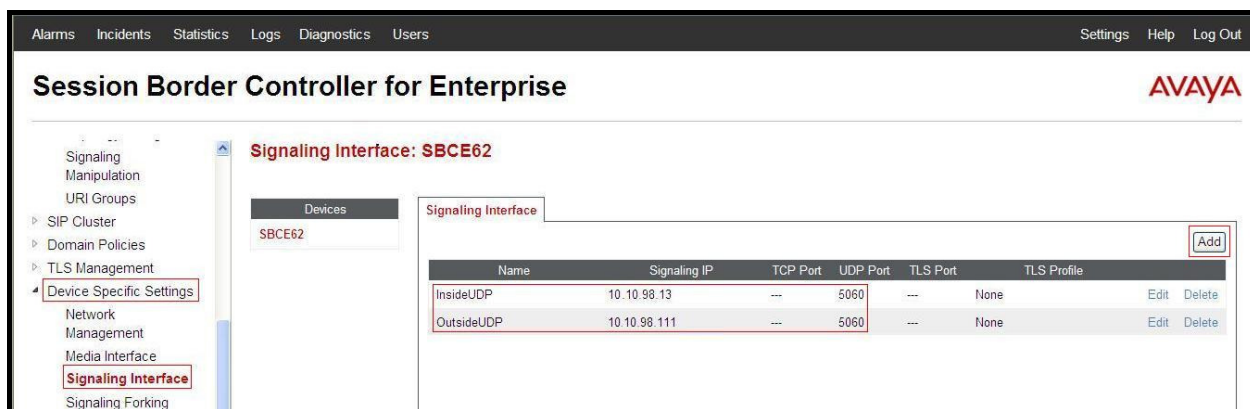 Alarms Incidents Statistics Logs Diagnostics Users Settings Help Log Out
Session Border Controller for Enterprise
AVAYA
Signaling
Manipulation
URI Groups
SIP Cluster
Domain Policies
TLS Management
Device Specific Settings
Network
Management
Media Interface
Signaling Interface
Signaling Forking
Signaling Interface: SBCE62
Devices
SBCE62
Signaling Interface
Add
Name Signaling IP TCP Port UDP Port TLS Port TLS Profile
InsideUDP 10.10.98.13 --- 5060 --- None Edit Delete
OutsideUDP 10.10.98.111 --- 5060 --- None Edit Delete